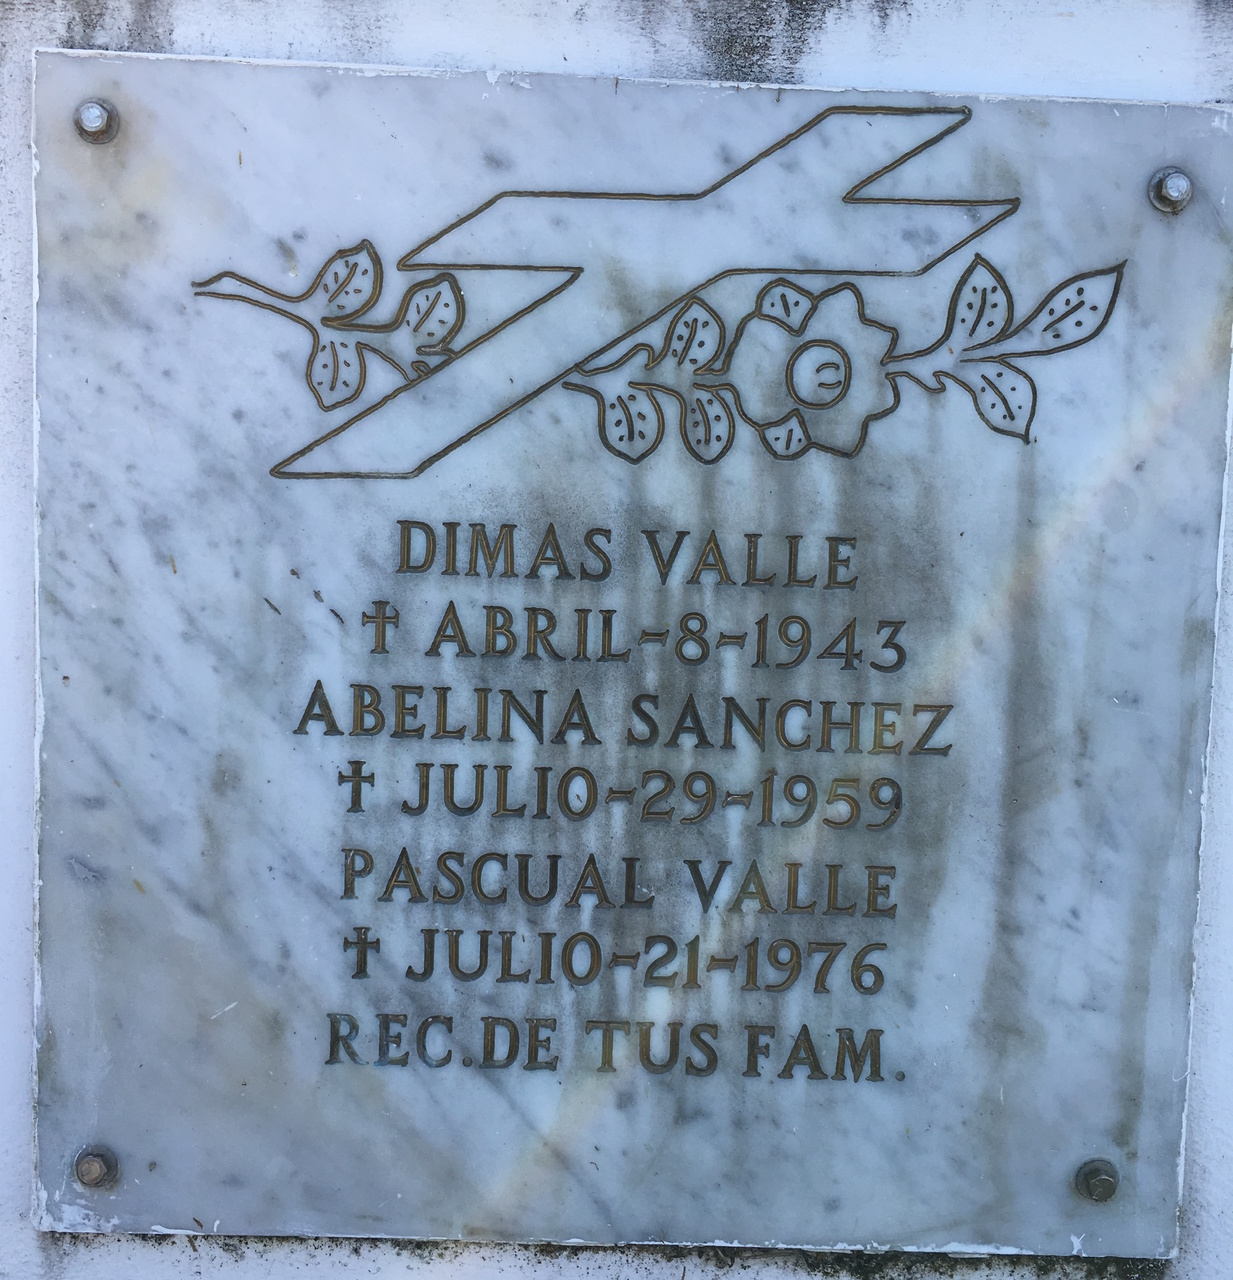 DIMAS VALLE
✝ ABRIL-8-1943
ABELINA SANCHEZ
✝ JULIO-29-1959
PASCUAL VALLE
✝ JULIO-21-1976
REC. DE TUS FAM.